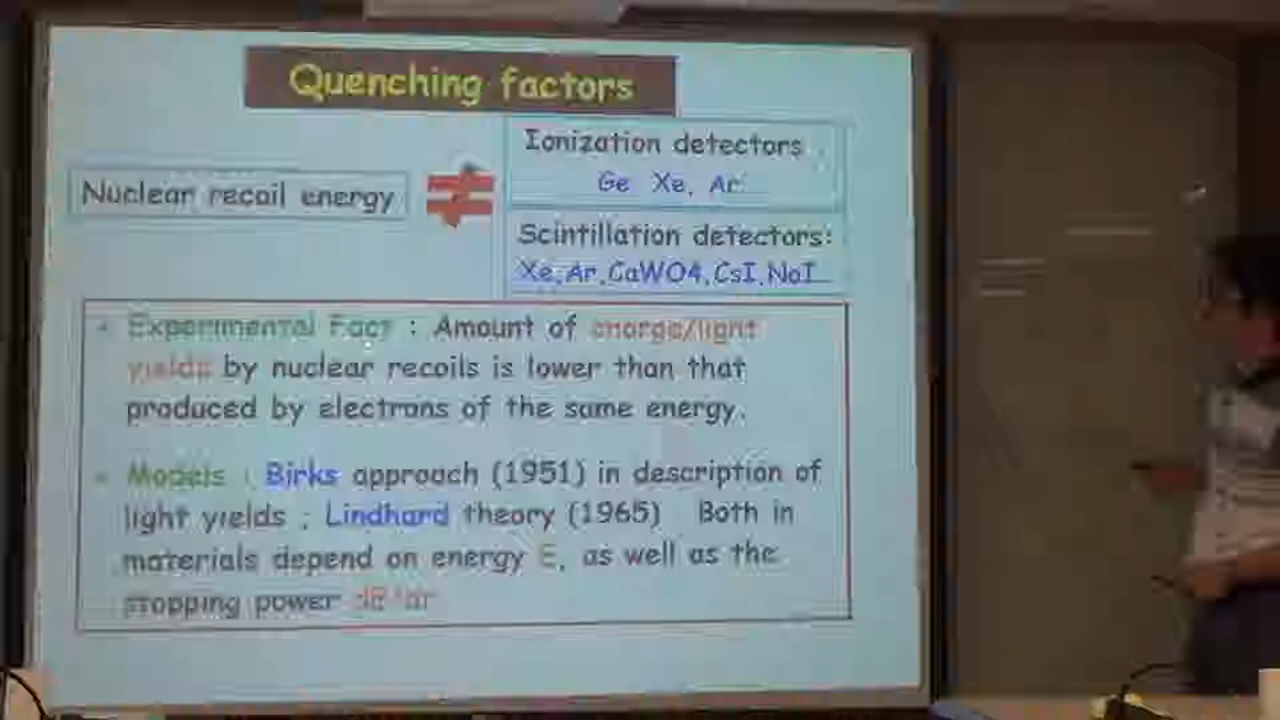 Quenching factors
Nuclear recoil energy
≠
Ionization detectors
Ge Xe, Ar
Scintillation detectors:
Xe,Ar,CaWO4,CsI,NaI
Experimental Fact : Amount of charge/light
yields by nuclear recoils is lower than that
produced by electrons of the same energy.
Models : Birks approach (1951) in description of
light yields ; Lindhard theory (1965) Both in
materials depend on energy E, as well as the
stopping power